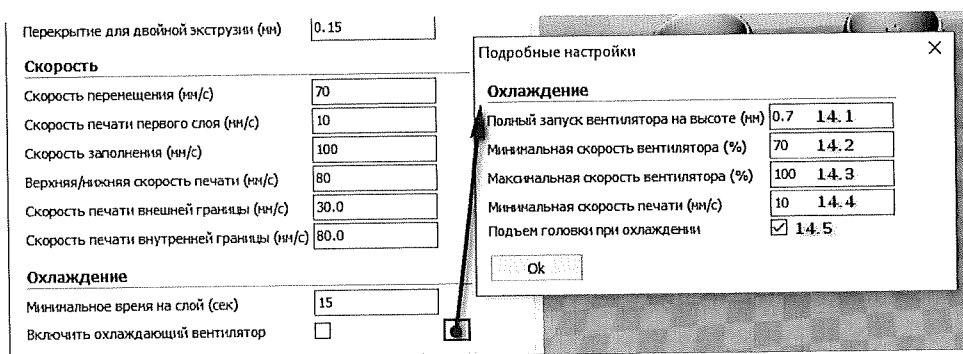 Перекрытие для двойной экструзии (мм) 0.15
Скорость
Скорость перемещения (мм/с) 70
Скорость печати первого слоя (мм/с) 10
Скорость заполнения (мм/с) 100
Верхняя/нижняя скорость печати (мм/с) 80
Скорость печати внешней границы (мм/с) 30.0
Скорость печати внутренней границы (мм/с) 80.0
Охлаждение
Минимальное время на слой (сек) 15
Включить охлаждающий вентилятор
Подробные настройки
Охлаждение
Полный запуск вентилятора на высоте (мм) 0.7 14.1
Минимальная скорость вентилятора (%) 70 14.2
Максимальная скорость вентилятора (%) 100 14.3
Минимальная скорость печати (мм/с) 10 14.4
Подъем головки при охлаждении 14.5
Ok